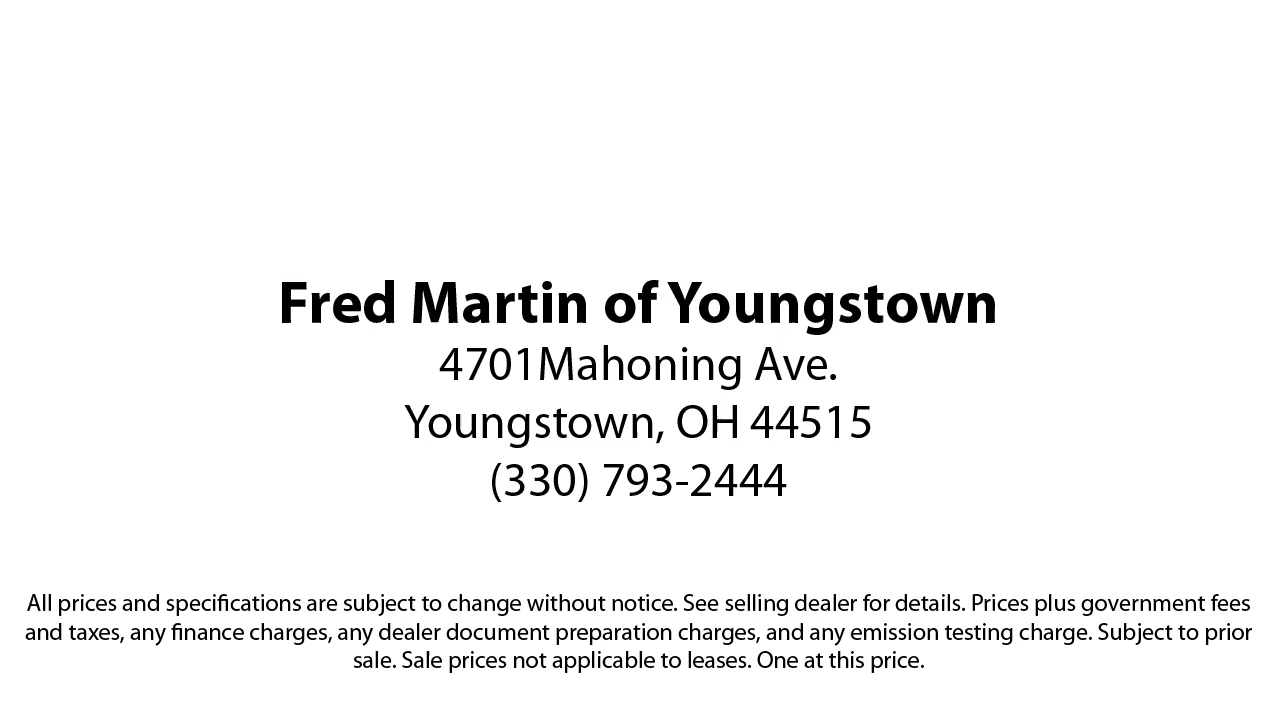 Fred Martin of Youngstown
4701Mahoning Ave.
Youngstown, OH 44515
(330) 793-2444
All prices and specifications are subject to change without notice. See selling dealer for details. Prices plus government fees
and taxes, any finance charges, any dealer document preparation charges, and any emission testing charge. Subject to prior
sale. Sale prices not applicable to leases. One at this price.